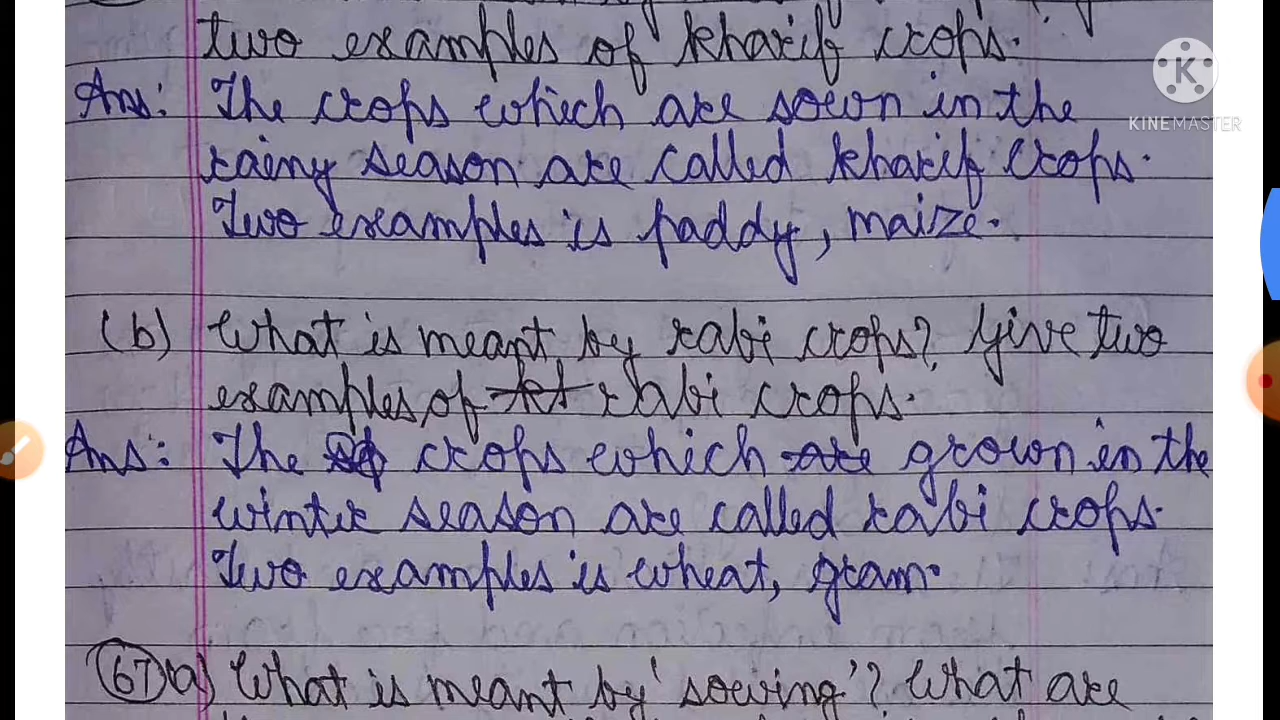 two examples of kharif crops.
Ans: The crops which are sown in the
rainy season are called kharif crops.
Two examples is paddy, maize.
(b) What is meant by rabi crops? Give two
examples of rabi crops.
Ans: The crops which are grown in the
winter season are called rabi crops.
Two examples is wheat, gram.
67 a) What is meant by 'sowing'? What are
K
KINEMASTER